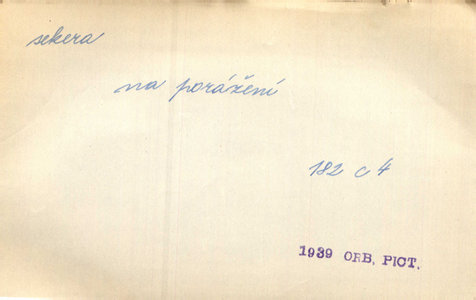 sekera
na porážení
182 c 4
1939 ORB. PICT.